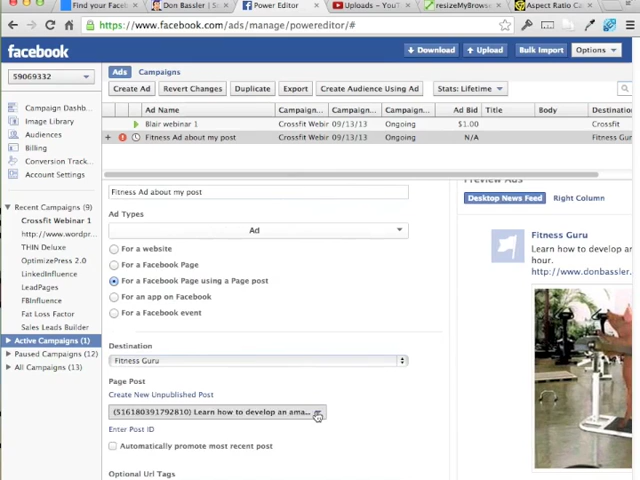 Find your Faceb
Don Bassler - S
Power Editor
Uploads – YouT
resizeMyBrowse
Aspect Ratio Ca
https://www.facebook.com/ads/manage/powereditor/#
facebook
Download
Upload
Bulk Import
Options
59069332
Ads
Campaigns
Create Ad
Revert Changes
Duplicate
Export
Create Audience Using Ad
Stats: Lifetime
Campaign Dashb...
Image Library
Audiences
Billing
Conversion Track...
Account Settings
Recent Campaigns (9)
Crossfit Webinar 1
http://www.wordpr...
THIN Deluxe
OptimizePress 2.0
LinkedInfluence
LeadPages
FBInfluence
Fat Loss Factor
Sales Leads Builder
Active Campaigns (1)
Paused Campaigns (12)
All Campaigns (13)
Ad Name Campaign... Campaign... Campaign... Ad Bid Title Body Destination
Blair webinar 1 Crossfit Webir 09/13/13 Ongoing $1.00 Crossfit
+ Fitness Ad about my post Crossfit Webir 09/13/13 Ongoing N/A Fitness Gur
Fitness Ad about my post
Ad Types
Ad
For a website
For a Facebook Page
For a Facebook Page using a Page post
For an app on Facebook
For a Facebook event
Destination
Fitness Guru
Page Post
Create New Unpublished Post
(516180391792810) Learn how to develop an ama...
Enter Post ID
Automatically promote most recent post
Optional Url Tags
Preview Ads
Desktop News Feed
Right Column
Fitness Guru
Learn how to develop an
hour.
http://www.donbassler.